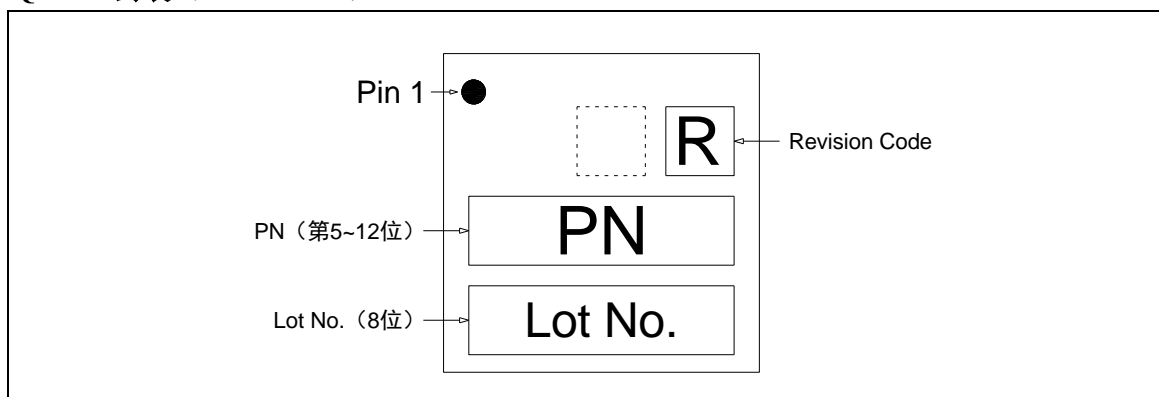 Pin 1
R
Revision Code
PN（第5~12位）
PN
Lot No.（8位）
Lot No.